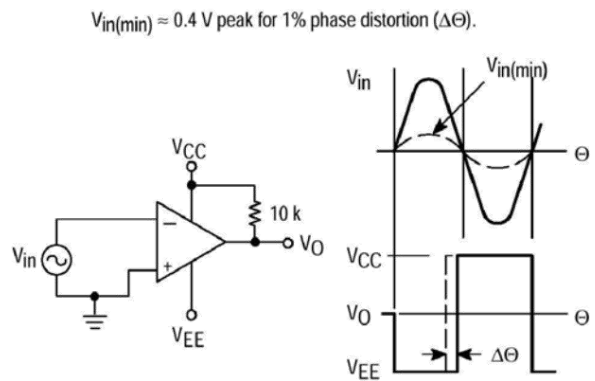 Vin(min) ≈ 0.4 V peak for 1% phase distortion (ΔΘ).
Vin
Vin(min)
Θ
VCC
10 k
−
+
VO
Vin
VEE
VCC
VO
Θ
VEE
ΔΘ